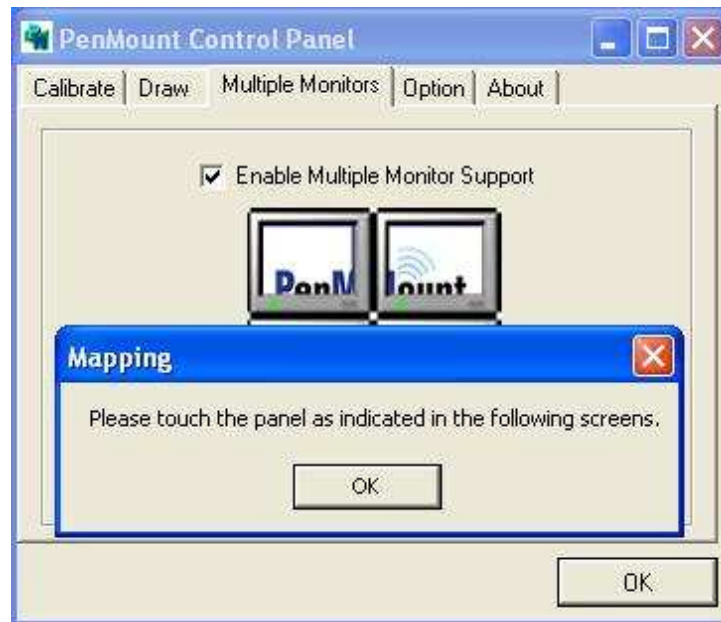 PenMount Control Panel
Calibrate Draw Multiple Monitors Option About
Enable Multiple Monitor Support
PenMount
Mapping
Please touch the panel as indicated in the following screens.
OK
OK